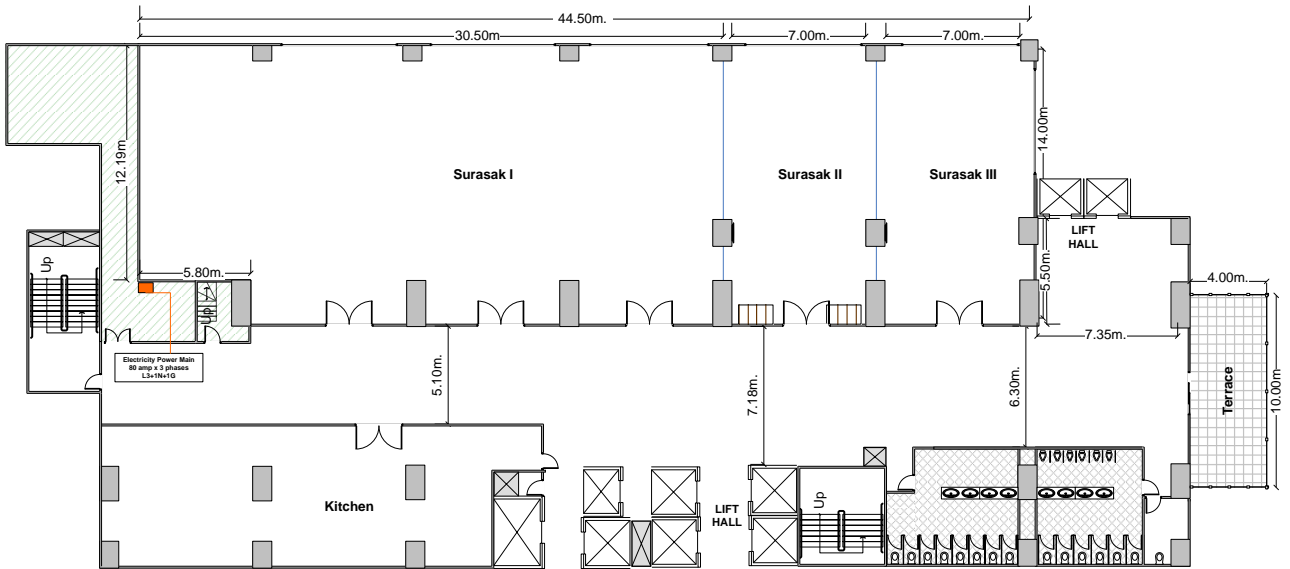 44.50m.
30.50m.
7.00m.
7.00m.
12.19m
14.00m.
Surasak I
Surasak II
Surasak III
LIFT
HALL
Up
5.80m.
5.50m.
4.00m.
Up
7.35m.
Electricity Power Main
80 amp x 3 phases
L3+1N+1G
5.10m.
7.18m.
6.30m.
Terrace
10.00m
Kitchen
LIFT
HALL
Up